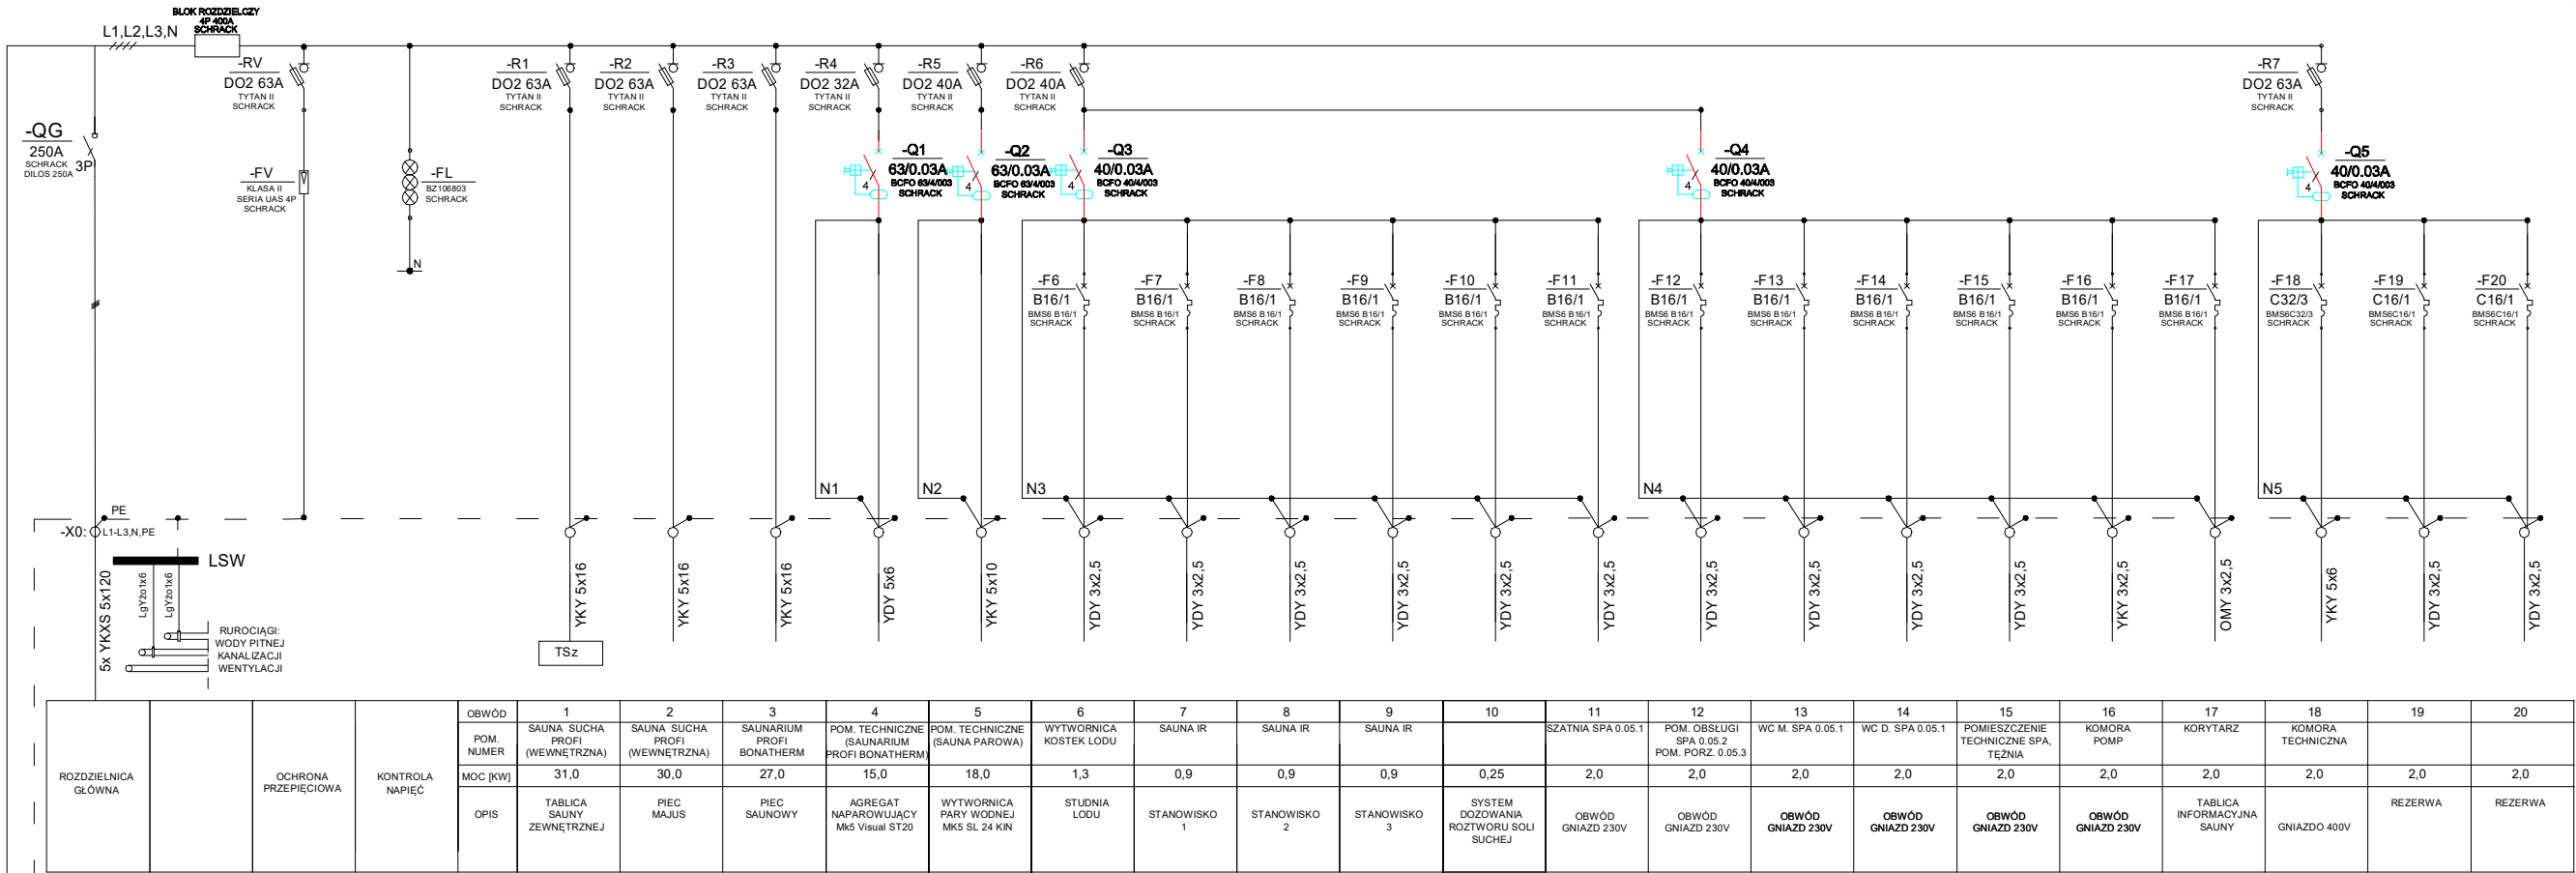 BLOK ROZDZIELCZY
4P 400A
SCHRACK
L1,L2,L3,N
-QG
250A
SCHRACK
DILOS 250A
3P
-RV
DO2 63A
TYTAN II
SCHRACK
-FV
KLASA II
SERIA UAS 4P
SCHRACK
-FL
BZ106803
SCHRACK
N
-R1
DO2 63A
TYTAN II
SCHRACK
-R2
DO2 63A
TYTAN II
SCHRACK
-R3
DO2 63A
TYTAN II
SCHRACK
-R4
DO2 32A
TYTAN II
SCHRACK
-R5
DO2 40A
TYTAN II
SCHRACK
-R6
DO2 40A
TYTAN II
SCHRACK
-R7
DO2 63A
TYTAN II
SCHRACK
-Q1
63/0.03A
BCFO 63/4/003
SCHRACK
4
-Q2
63/0.03A
BCFO 63/4/003
SCHRACK
4
-Q3
40/0.03A
BCFO 40/4/003
SCHRACK
4
-Q4
40/0.03A
BCFO 40/4/003
SCHRACK
4
-Q5
40/0.03A
BCFO 40/4/003
SCHRACK
4
-F6
B16/1
BMS6 B16/1
SCHRACK
-F7
B16/1
BMS6 B16/1
SCHRACK
-F8
B16/1
BMS6 B16/1
SCHRACK
-F9
B16/1
BMS6 B16/1
SCHRACK
-F10
B16/1
BMS6 B16/1
SCHRACK
-F11
B16/1
BMS6 B16/1
SCHRACK
-F12
B16/1
BMS6 B16/1
SCHRACK
-F13
B16/1
BMS6 B16/1
SCHRACK
-F14
B16/1
BMS6 B16/1
SCHRACK
-F15
B16/1
BMS6 B16/1
SCHRACK
-F16
B16/1
BMS6 B16/1
SCHRACK
-F17
B16/1
BMS6 B16/1
SCHRACK
-F18
C32/3
BMS6C32/3
SCHRACK
-F19
C16/1
BMS6C16/1
SCHRACK
-F20
C16/1
BMS6C16/1
SCHRACK
N1
N2
N3
N4
N5
PE
-X0:
L1-L3,N,PE
LSW
5x YKXS 5x120
LgYżo1x6
LgYżo1x6
RUROCIĄGI:
WODY PITNEJ
KANALIZACJI
WENTYLACJI
YKY 5x16
TSz
YKY 5x16
YKY 5x16
YDY 5x6
YKY 5x10
YDY 3x2,5
YDY 3x2,5
YDY 3x2,5
YDY 3x2,5
YDY 3x2,5
YDY 3x2,5
YDY 3x2,5
YDY 3x2,5
YDY 3x2,5
YDY 3x2,5
YKY 3x2,5
OMY 3x2,5
YKY 5x6
YDY 3x2,5
YDY 3x2,5
ROZDZIELNICA
GŁÓWNA
OCHRONA
PRZEPIĘCIOWA
KONTROLA
NAPIĘĆ
OBWÓD
1
2
3
4
5
6
7
8
9
10
11
12
13
14
15
16
17
18
19
20
POM.
NUMER
SAUNA SUCHA
PROFI
(WEWNĘTRZNA)
SAUNA SUCHA
PROFI
(WEWNĘTRZNA)
SAUNARIUM
PROFI
BONATHERM
POM. TECHNICZNE
(SAUNARIUM
PROFI BONATHERM)
POM. TECHNICZNE
(SAUNA PAROWA)
WYTWORNICA
KOSTEK LODU
SAUNA IR
SAUNA IR
SAUNA IR
SZATNIA SPA 0.05.1
POM. OBSŁUGI
SPA 0.05.2
POM. PORZ. 0.05.3
WC M. SPA 0.05.1
WC D. SPA 0.05.1
POMIESZCZENIE
TECHNICZNE SPA,
TĘŻNIA
KOMORA
POMP
KORYTARZ
KOMORA
TECHNICZNA
MOC [KW]
31,0
30,0
27,0
15,0
18,0
1,3
0,9
0,9
0,9
0,25
2,0
2,0
2,0
2,0
2,0
2,0
2,0
2,0
2,0
2,0
OPIS
TABLICA
SAUNY
ZEWNĘTRZNEJ
PIEC
MAJUS
PIEC
SAUNOWY
AGREGAT
NAPAROWUJĄCY
Mk5 Visual ST20
WYTWORNICA
PARY WODNEJ
MK5 SL 24 KIN
STUDNIA
LODU
STANOWISKO
1
STANOWISKO
2
STANOWISKO
3
SYSTEM
DOZOWANIA
ROZTWORU SOLI
SUCHEJ
OBWÓD
GNIAZD 230V
OBWÓD
GNIAZD 230V
OBWÓD
GNIAZD 230V
OBWÓD
GNIAZD 230V
OBWÓD
GNIAZD 230V
OBWÓD
GNIAZD 230V
TABLICA
INFORMACYJNA
SAUNY
GNIAZDO 400V
REZERWA
REZERWA